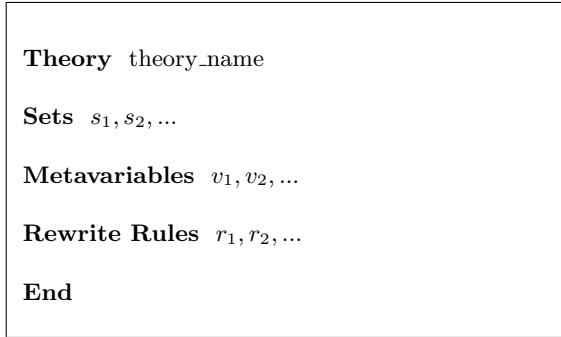 Theory theory_name
Sets s₁, s₂, ...
Metavariables v₁, v₂, ...
Rewrite Rules r₁, r₂, ...
End